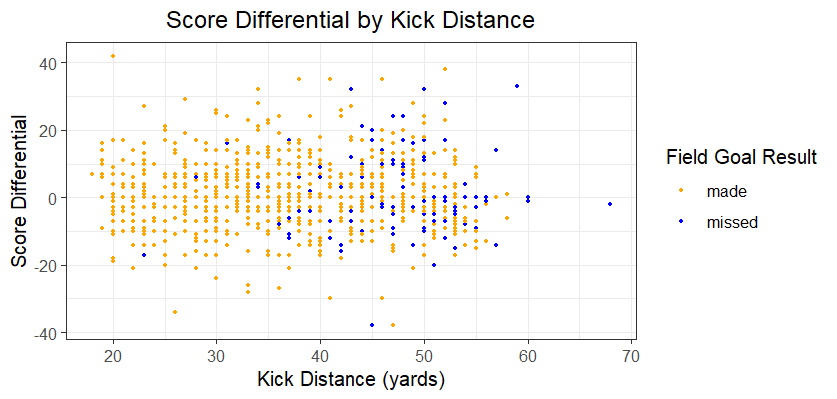 Score Differential by Kick Distance
Score Differential
40
20
0
-20
-40
20 30 40 50 60 70
Kick Distance (yards)
Field Goal Result
made
missed